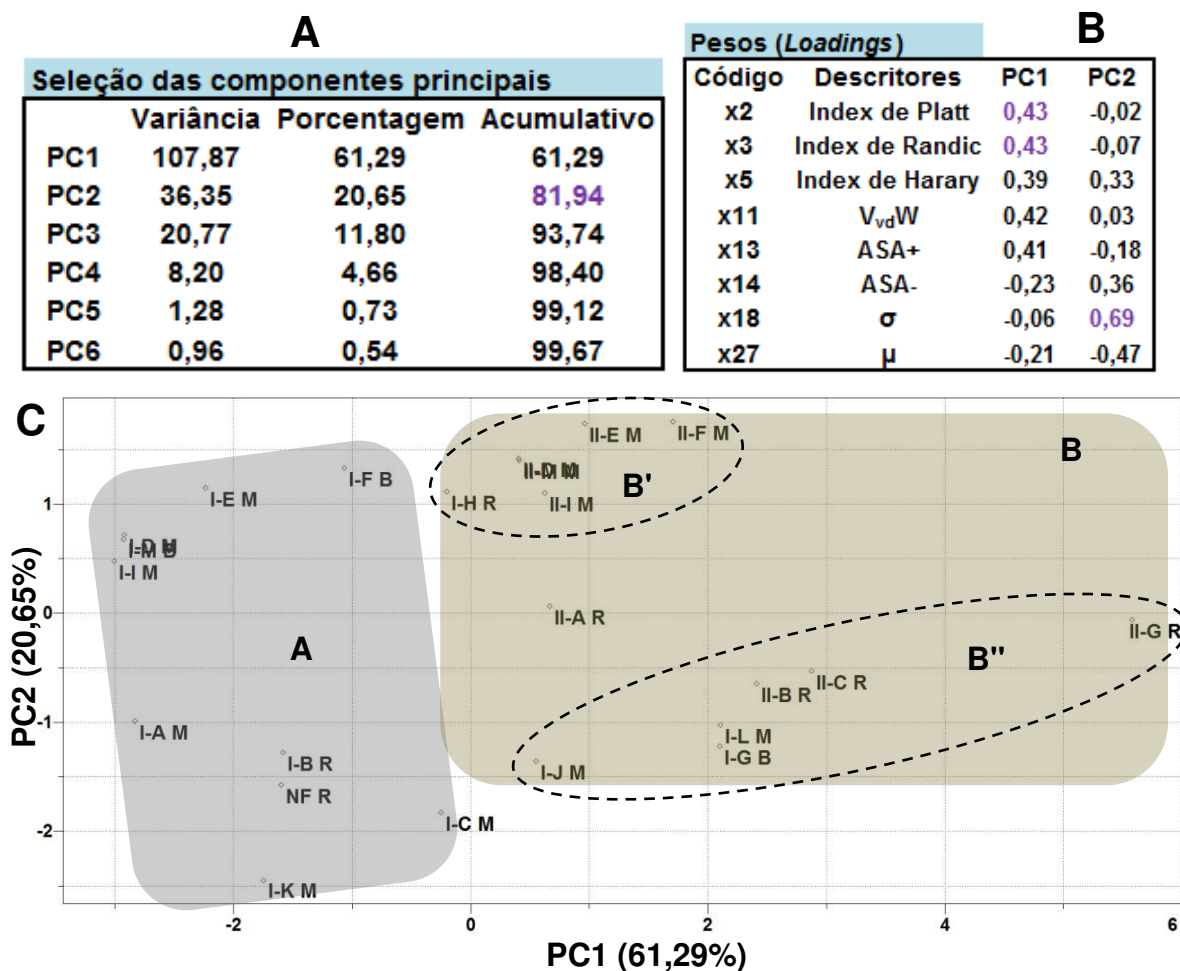 A
Seleção das componentes principais
Variância Porcentagem Acumulativo
PC1 107,87 61,29 61,29
PC2 36,35 20,65 81,94
PC3 20,77 11,80 93,74
PC4 8,20 4,66 98,40
PC5 1,28 0,73 99,12
PC6 0,96 0,54 99,67
B
Pesos (Loadings)
Código Descritores PC1 PC2
x2 Index de Platt 0,43 -0,02
x3 Index de Randic 0,43 -0,07
x5 Index de Harary 0,39 0,33
x11 VvdW 0,42 0,03
x13 ASA+ 0,41 -0,18
x14 ASA- -0,23 0,36
x18 σ -0,06 0,69
x27 μ -0,21 -0,47
C
II-E M
II-F M
B
I-F B
II-D M
B'
I-E M
I-H R
II-I M
1
I-D M
I-M B
I-I M
0
II-A R
II-G R
A
B''
II-C R
II-B R
-1
I-A M
I-L M
I-G B
I-B R
I-J M
NF R
I-C M
-2
I-K M
-2 0 2 4 6
PC2 (20,65%)
PC1 (61,29%)